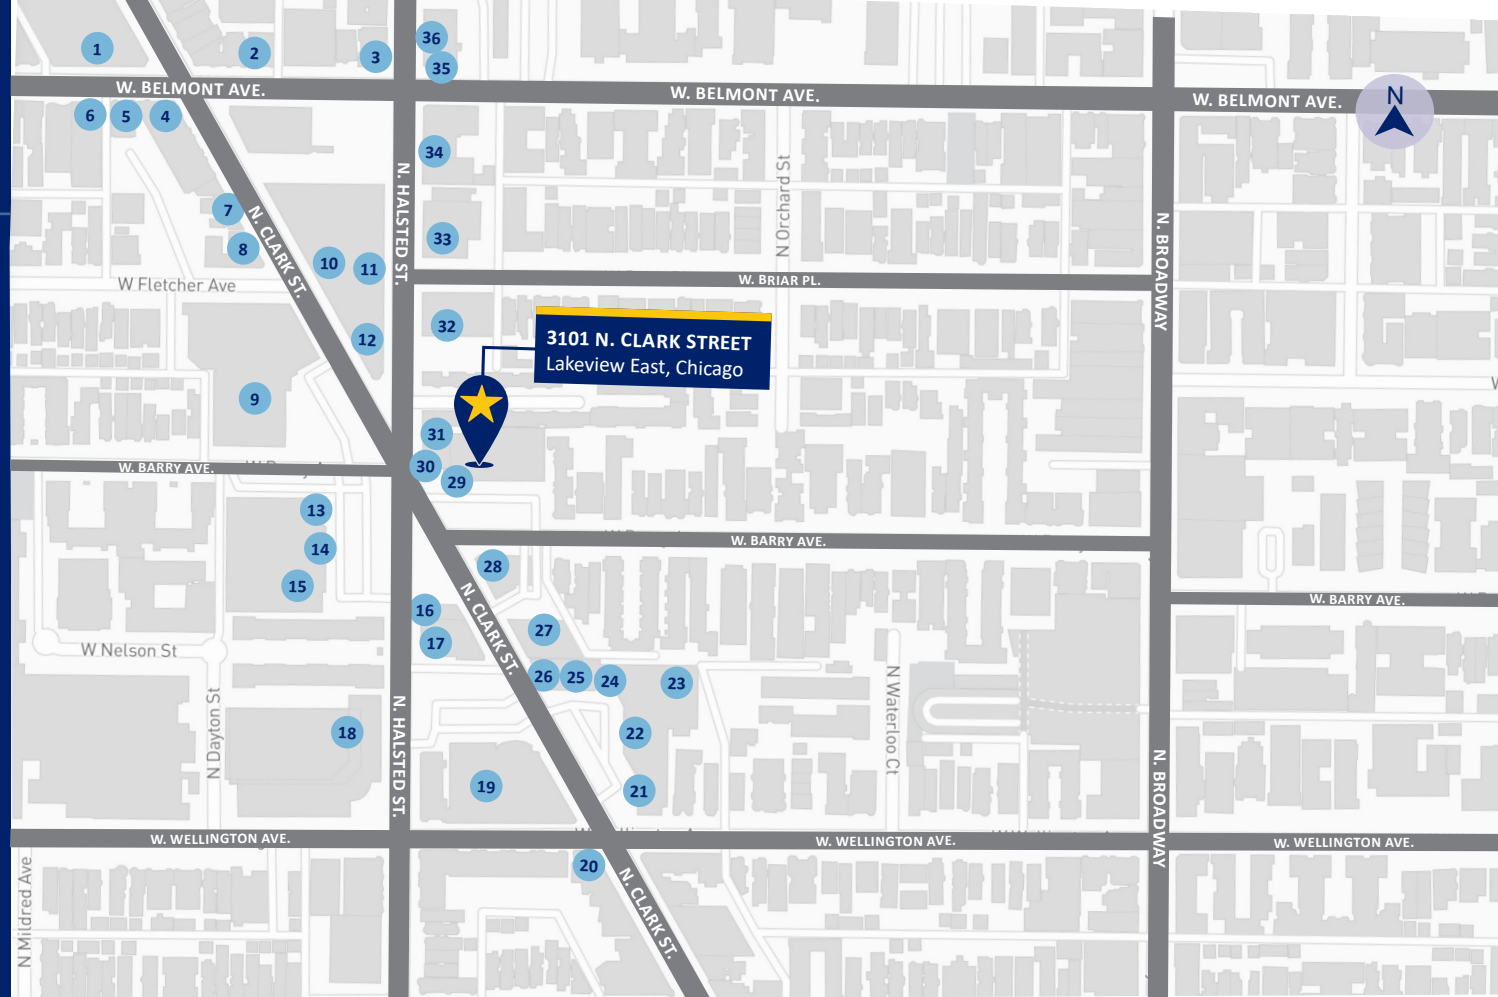 36
1
2
3
35
W. BELMONT AVE.
W. BELMONT AVE.
W. BELMONT AVE.
N
6
5
4
34
N. HALSTED ST.
N Orchard St
7
N. CLARK ST.
33
N. BROADWAY
8
10
11
W Fletcher Ave
W. BRIAR PL.
32
12
3101 N. CLARK STREET
Lakeview East, Chicago
9
31
W. BARRY AVE.
30
29
13
14
W. BARRY AVE.
28
15
W. BARRY AVE.
16
N. CLARK ST.
27
17
W Nelson St
26
25
24
23
N. HALSTED ST.
N Dayton St
N Waterloo Ct
18
22
N. BROADWAY
19
21
W. WELLINGTON AVE.
W. WELLINGTON AVE.
W. WELLINGTON AVE.
20
N. CLARK ST.
N Mildred Ave